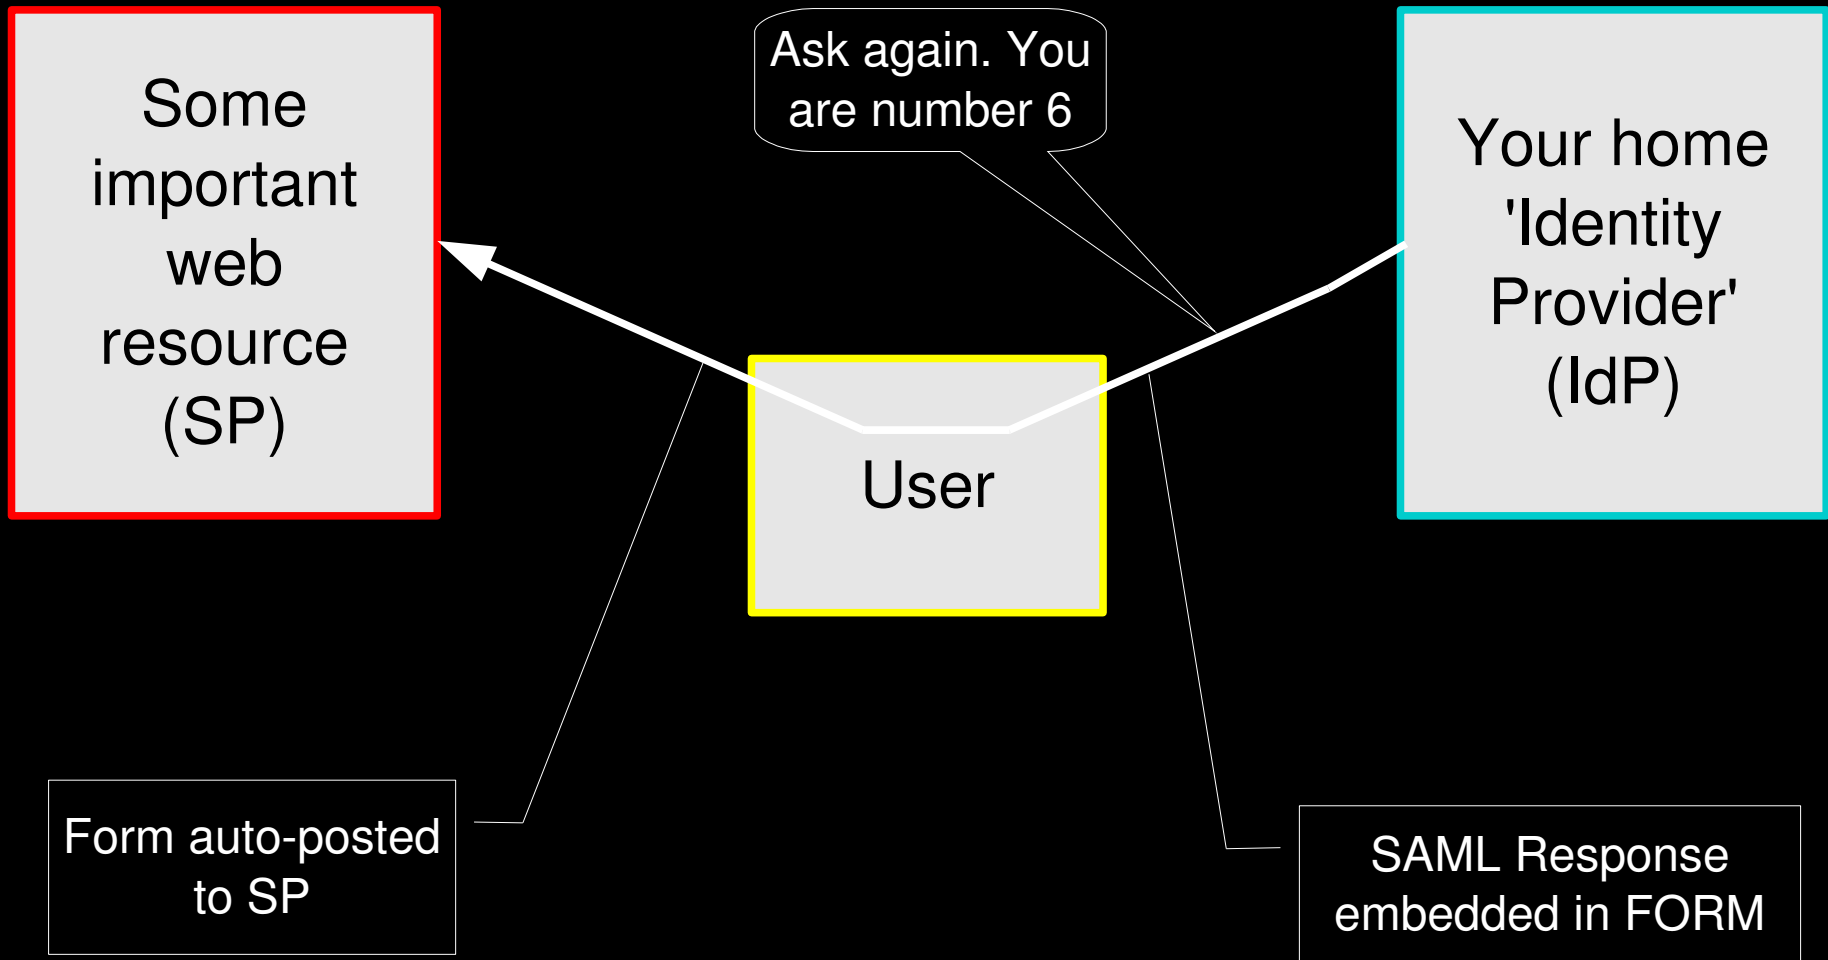 Some
important
web
resource
(SP)
Ask again. You
are number 6
Your home
'Identity
Provider'
(IdP)
User
Form auto-posted
to SP
SAML Response
embedded in FORM